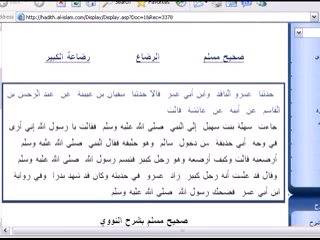 Search Favorites
http://hadith.al-islam.com/Display/Display.asp?Doc=1&Rec=3378
صحيح مسلم الرضاع رضاعة الكبير
حدثنا عمرو الناقد وابن أبي عمر قالا حدثنا سفيان بن عيينة عن عبد الرحمن بن
القاسم عن أبيه عن عائشة قالت
جاءت سهلة بنت سهيل إلى النبي صلى الله عليه وسلم فقالت يا رسول الله إني أرى
في وجه أبي حذيفة من دخول سالم وهو حليفه فقال النبي صلى الله عليه وسلم
أرضعيه قالت وكيف أرضعه وهو رجل كبير فتبسم رسول الله صلى الله عليه وسلم
وقال قد علمت أنه رجل كبير زاد عمرو في حديثه وكان قد شهد بدرا وفي رواية
ابن أبي عمر فضحك رسول الله صلى الله عليه وسلم
صحيح مسلم بشرح النووي